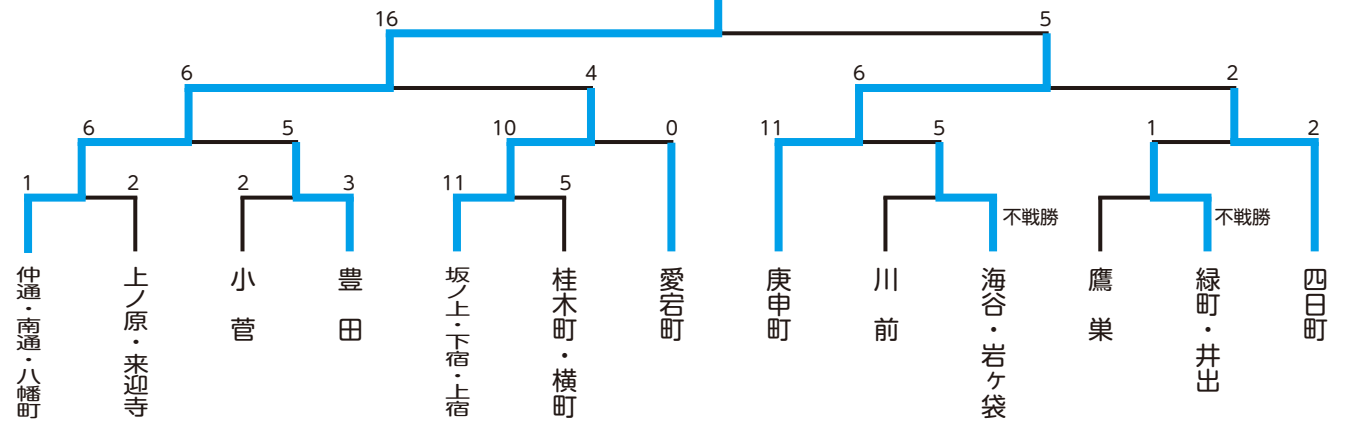 16
5
6
4
6
2
6
5
10
0
11
5
1
2
1
2
2
3
11
5
不戦勝
不戦勝
仲通・南通・八幡町
上ノ原・来迎寺
小菅
豊田
坂ノ上・下宿・上宿
桂木町・横町
愛宕町
庚申町
川前
海谷・岩ヶ袋
鷹巣
緑町・井出
四日町